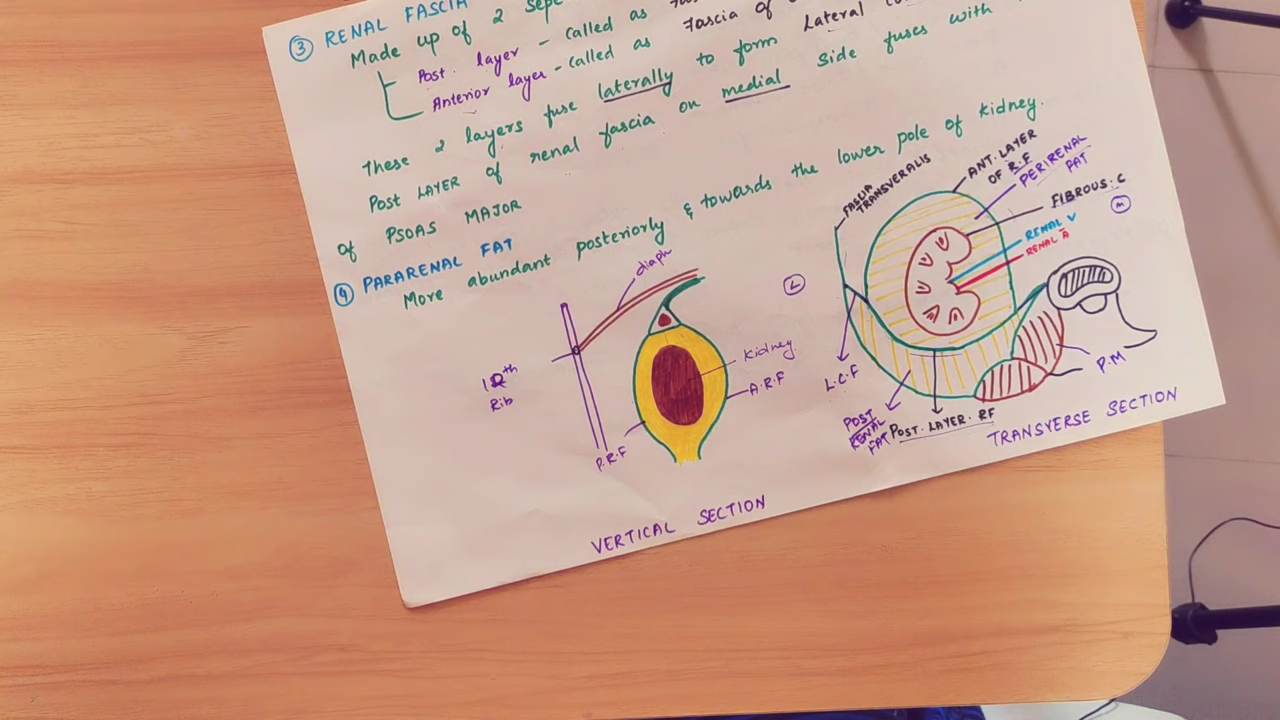 ③ RENAL FASCIA
Made up of 2
Post. layer - called as
Anterior layer - called as Fascia of
These 2 layers fuse laterally to form Lateral
Post LAYER of renal fascia on medial side fuses with
of PSOAS MAJOR
④ PARARENAL FAT
More abundant posteriorly & towards the lower pole of kidney.
diaph
12th
Rib
Kidney
A.R.F
P.R.F
VERTICAL SECTION
L
FASCIA
TRANSVERALIS
ANT. LAYER
OF R.F
PERIRENAL
FAT
FIBROUS. C
M
RENAL V
RENAL A
L.C.F
POST
RENAL
FAT
POST. LAYER. RF
P.M
TRANSVERSE SECTION